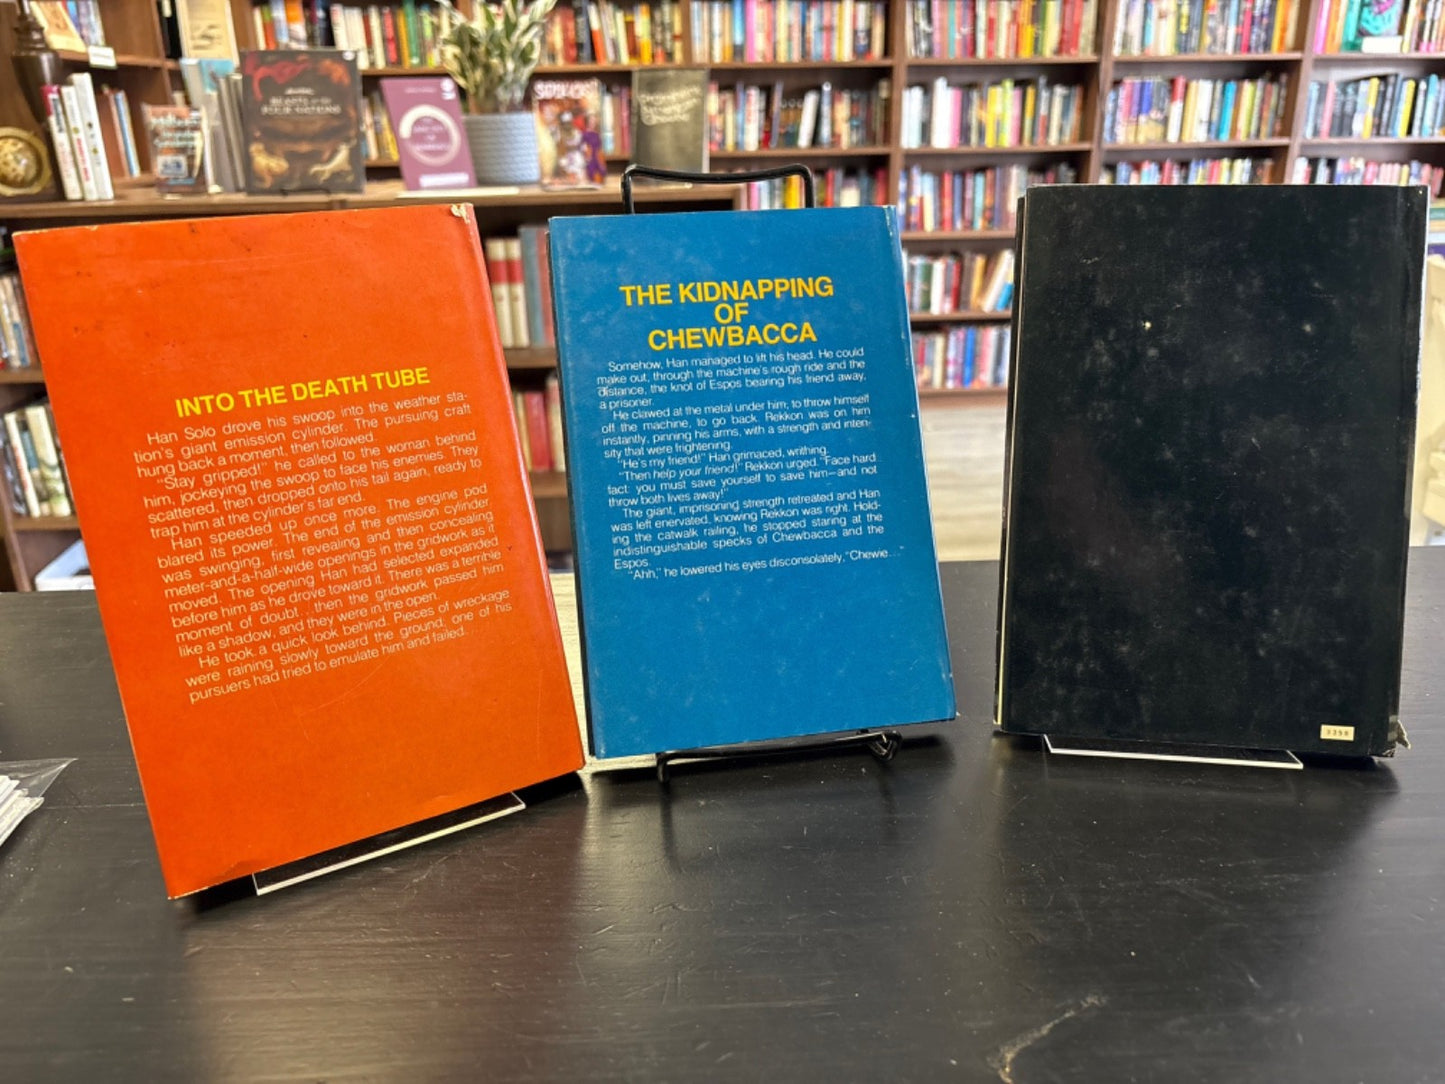 INTO THE DEATH TUBE
Han Solo drove his swoop into the weather sta-
tion's giant emission cylinder. The pursuing craft
hung back a moment, then followed.
"Stay gripped!" he called to the woman behind
him, jockeying the swoop to face his enemies. They
scattered, then dropped onto his tail again, ready to
trap him at the cylinder's far end.
Han speeded up once more. The engine pod
blared its power. The end of the emission cylinder
was swinging, first revealing and then concealing
meter-and-a-half-wide openings in the gridwork as it
moved. The opening Han had selected expanded
before him as he drove toward it. There was a terrible
moment of doubt...then the gridwork passed him
like a shadow, and they were in the open.
He took a quick look behind. Pieces of wreckage
were raining slowly toward the ground; one of his
pursuers had tried to emulate him and failed...
THE KIDNAPPING
OF
CHEWBACCA
Somehow, Han managed to lift his head. He could
make out, through the machine's rough ride and the
distance, the knot of Espos bearing his friend away,
a prisoner.
He clawed at the metal under him, to throw himself
off the machine, to go back. Rekkon was on him
instantly, pinning his arms, with a strength and inten-
sity that were frightening.
"He's my friend!" Han grimaced, writhing.
"Then help your friend!" Rekkon urged. "Face hard
fact: you must save yourself to save him—and not
throw both lives away!"
The giant, imprisoning strength retreated and Han
was left enervated, knowing Rekkon was right. Hold-
ing the catwalk railing, he stopped staring at the
indistinguishable specks of Chewbacca and the
Espos.
"Ahh," he lowered his eyes disconsolately, "Chewie..."
3358
BEASTS of the
FOUR NATIONS